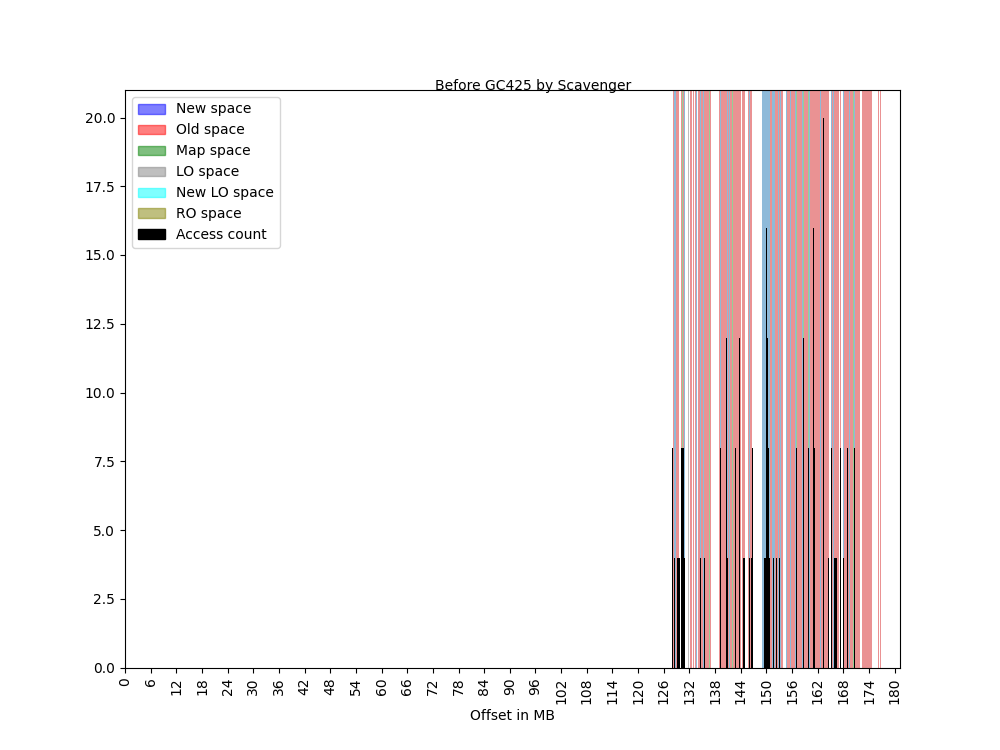 Before GC425 by Scavenger
New space
Old space
Map space
LO space
New LO space
RO space
Access count
20.0
17.5
15.0
12.5
10.0
7.5
5.0
2.5
0.0
0 6 12 18 24 30 36 42 48 54 60 66 72 78 84 90 96 102 108 114 120 126 132 138 144 150 156 162 168 174 180
Offset in MB